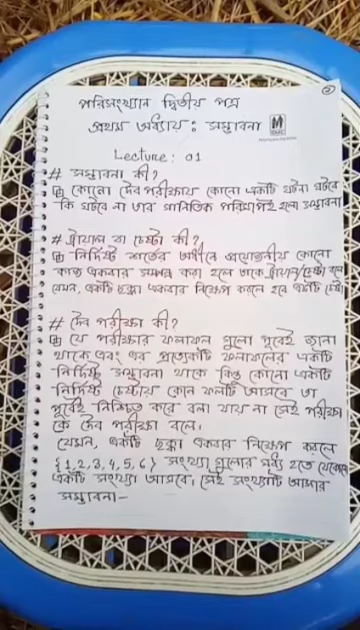 পরিসংখ্যান দ্বিতীয় পত্র
প্রথম অধ্যায় : সম্ভাবনা
Lecture : 01
# সম্ভাবনা কী?
কোনো দৈব পরীক্ষায় কোনো একটি ঘটনা ঘটবে
কি ঘটবে না তার গানিতিক পরিমাপই হলো সম্ভাবনা
# ট্রায়াল বা চেষ্টা কী?
নির্দিষ্ট শর্তের অধীনে প্রয়োজনীয় কোনো
কাজ একবার সম্পন্ন করা হলে তাকে ট্রায়াল/চেষ্টা বলে
যেমন, একটি ছক্কা একবার নিক্ষেপ করলে হবে একটি চেষ্টা
# দৈব পরীক্ষা কী?
যে পরীক্ষার ফলাফল গুলো পূর্বেই জানা
থাকে এবং এর প্রত্যেকটি ফলাফলের একটি
নির্দিষ্ট সম্ভাবনা থাকে কিন্তু কোনো একটি
নির্দিষ্ট চেষ্টায় কোন ফলটি আসবে তা
পূর্বেই নিশ্চিত করে বলা যায় না সেই পরীক্ষা
কে দৈব পরীক্ষা বলে।
যেমন, একটি ছক্কা একবার নিক্ষেপ করলে
{1,2,3,4,5,6} সংখ্যা গুলোর মধ্য হতে যেকোনো
একটি সংখ্যা আসবে। সেই সংখ্যাটি আসার
সম্ভাবনা –